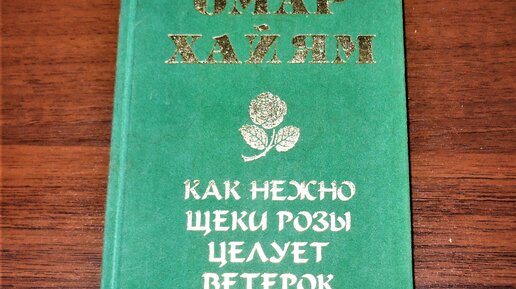 ОМАР
ХАЙЯМ
КАК НЕЖНО
ЩЕКИ РОЗЫ
ЦЕЛУЕТ
ВЕТЕРОК